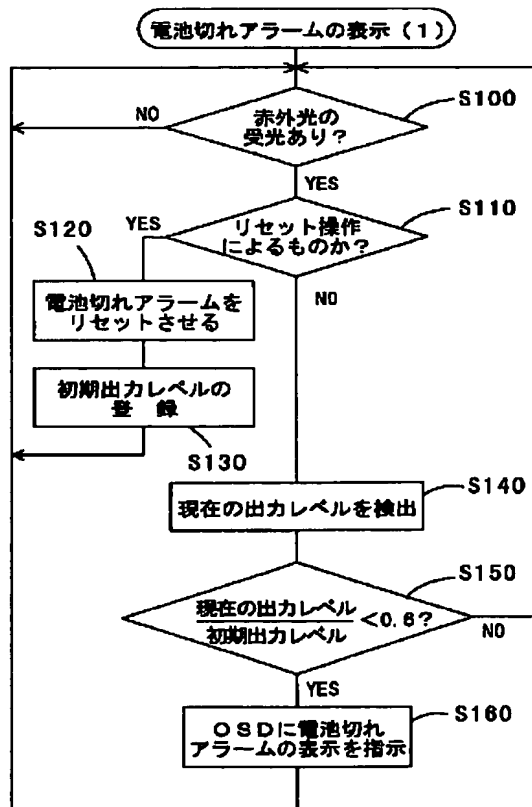 電池切れアラームの表示(1)
S100
赤外光の
受光あり?
NO
YES
S110
リセット操作
によるものか?
YES
NO
S120
電池切れアラームを
リセットさせる
初期出力レベルの
登 録
S130
S140
現在の出力レベルを検出
S150
現在の出力レベル
初期出力レベル
<0.6?
NO
YES
S160
OSDに電池切れ
アラームの表示を指示